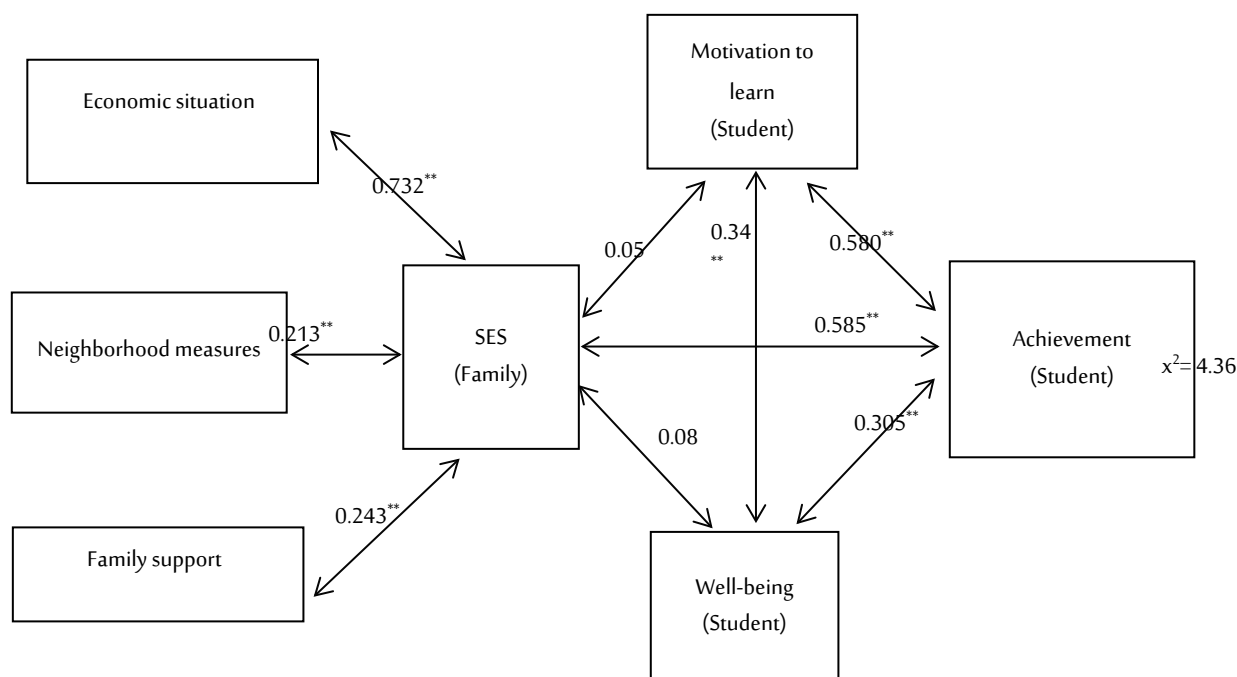 Economic situation
0.732**
Neighborhood measures
0.213**
Family support
0.243**
SES
(Family)
Motivation to
learn
(Student)
0.05
0.34
**
0.580**
0.585**
0.08
0.305**
Well-being
(Student)
Achievement
(Student)
x²= 4.36